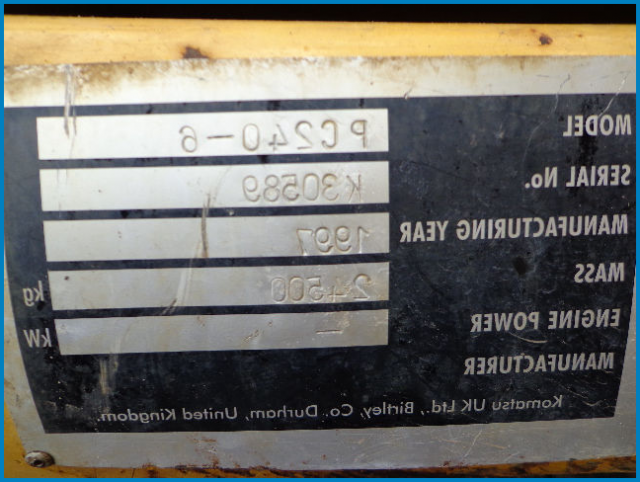 MODEL PC240-6
SERIAL No. K30589
MANUFACTURING YEAR 1997
MASS 24500 kg
ENGINE POWER - kW
MANUFACTURER
Komatsu UK Ltd., Birtley, Co. Durham, United Kingdom.